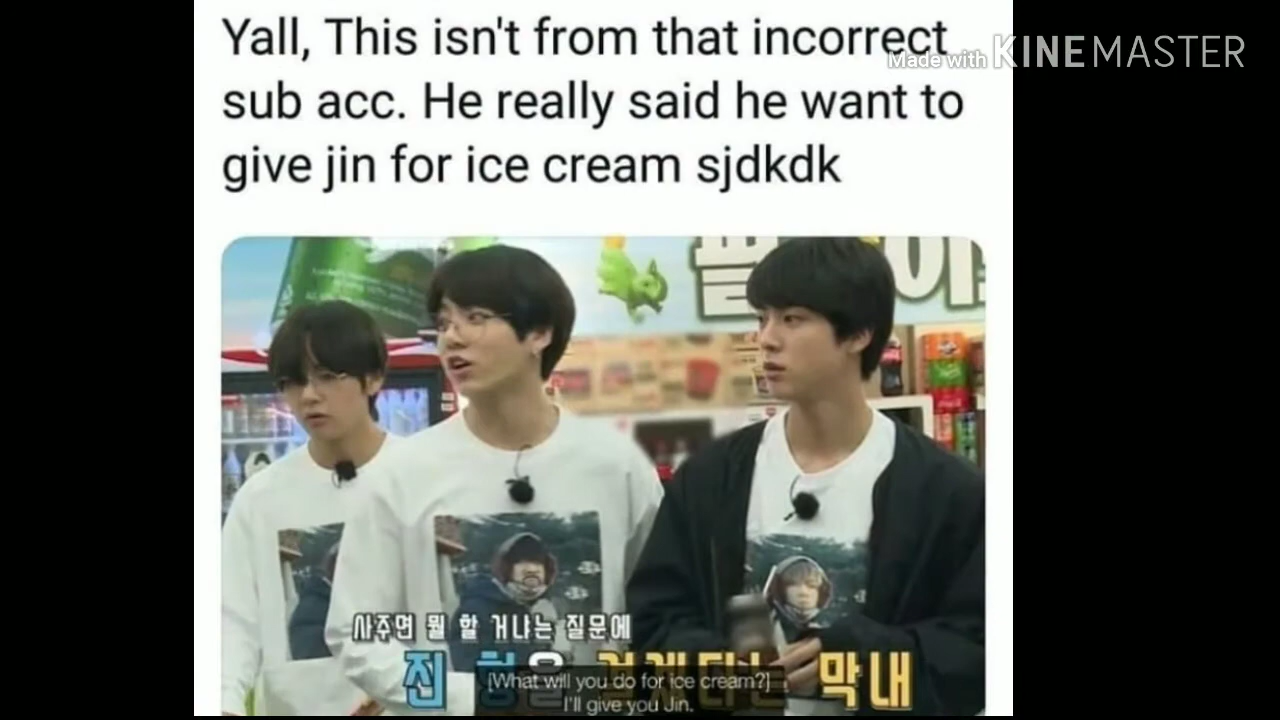 Yall, This isn't from that incorrect
sub acc. He really said he want to
give jin for ice cream sjdkdk
Made with KINEMASTER
사주면 뭘 할 거냐는 질문에
진 형을 막내
[What will you do for ice cream?]
I'll give you Jin.